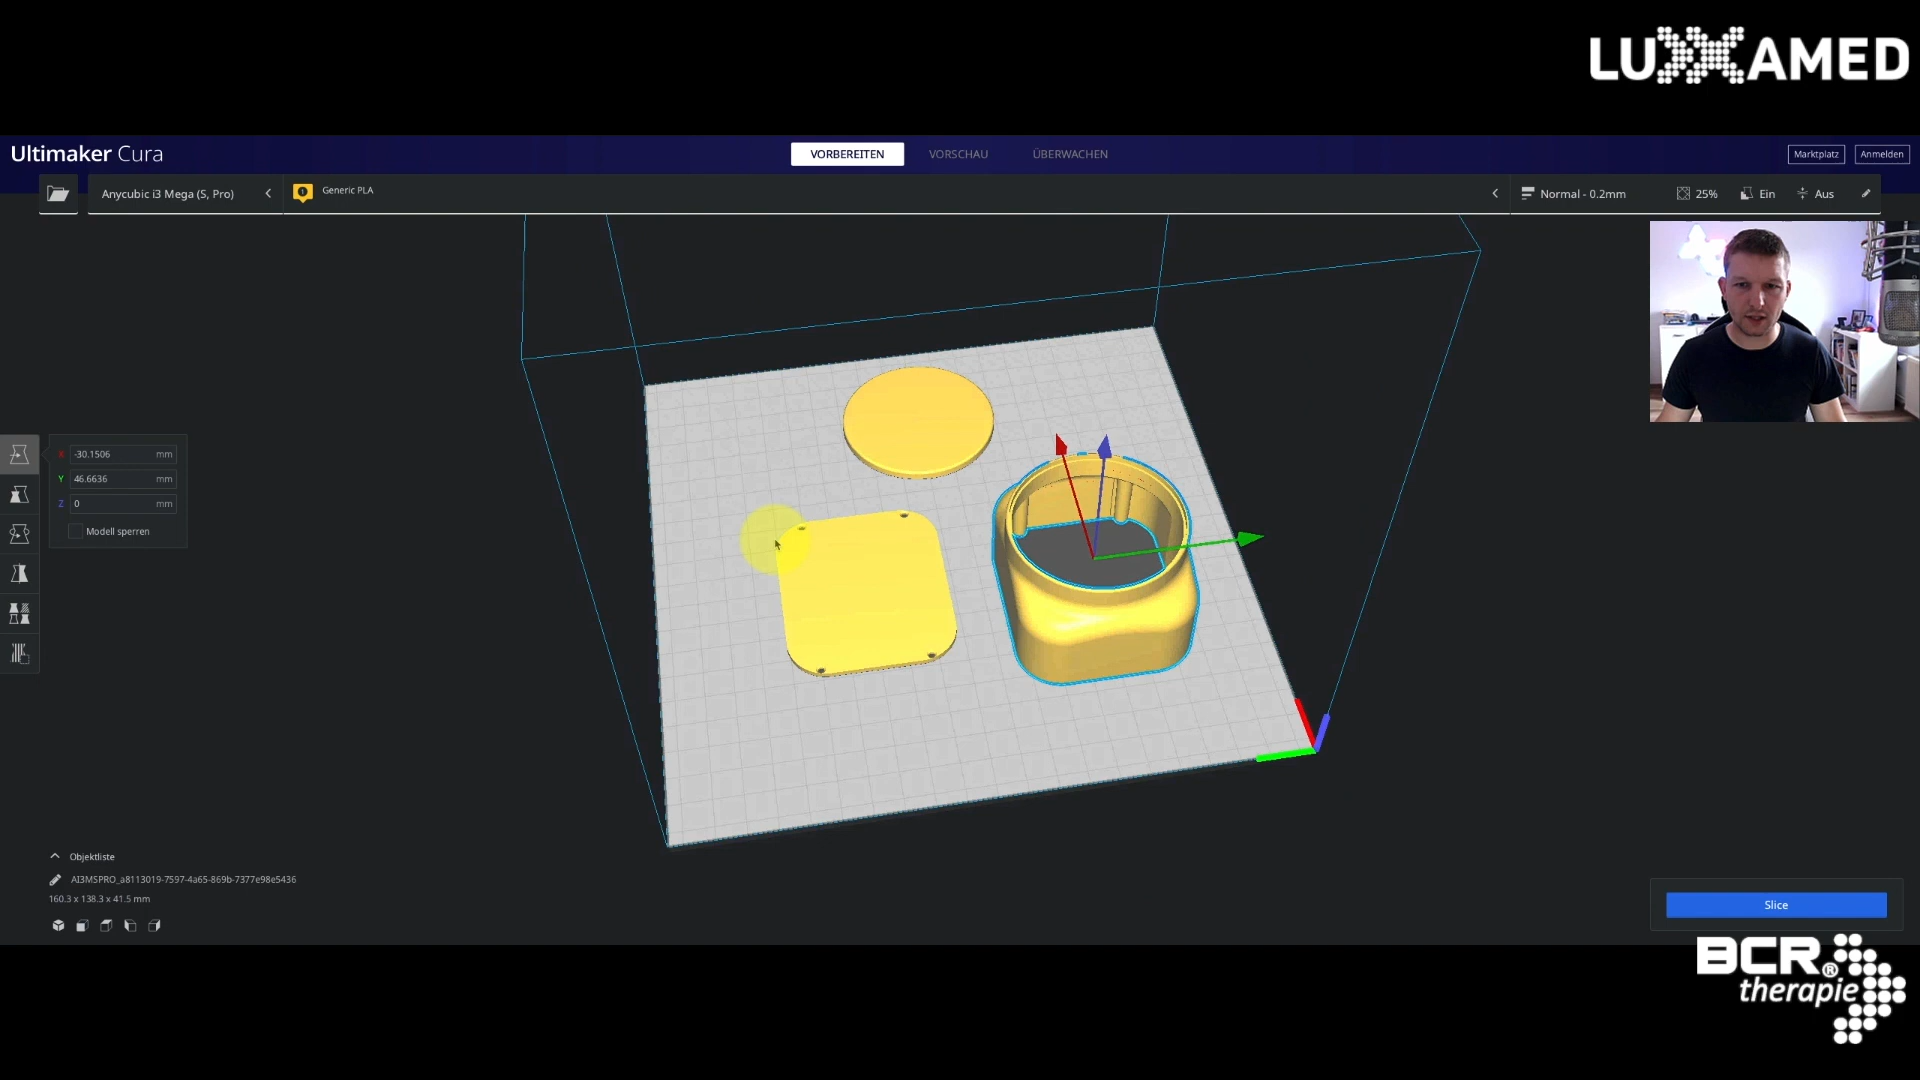 LUXXAMED
Ultimaker Cura
VORBEREITEN
VORSCHAU
ÜBERWACHEN
Marktplatz
Anmelden
Anycubic i3 Mega (S, Pro)
Generic PLA
Normal - 0.2mm
25%
Ein
Aus
X -30.1506 mm
Y 46.6636 mm
Z 0 mm
Modell sperren
Objektliste
AI3MSPRO_a8113019-7597-4a65-869b-7377e98e5436
160.3 x 138.3 x 41.5 mm
Slice
BCR®
therapie